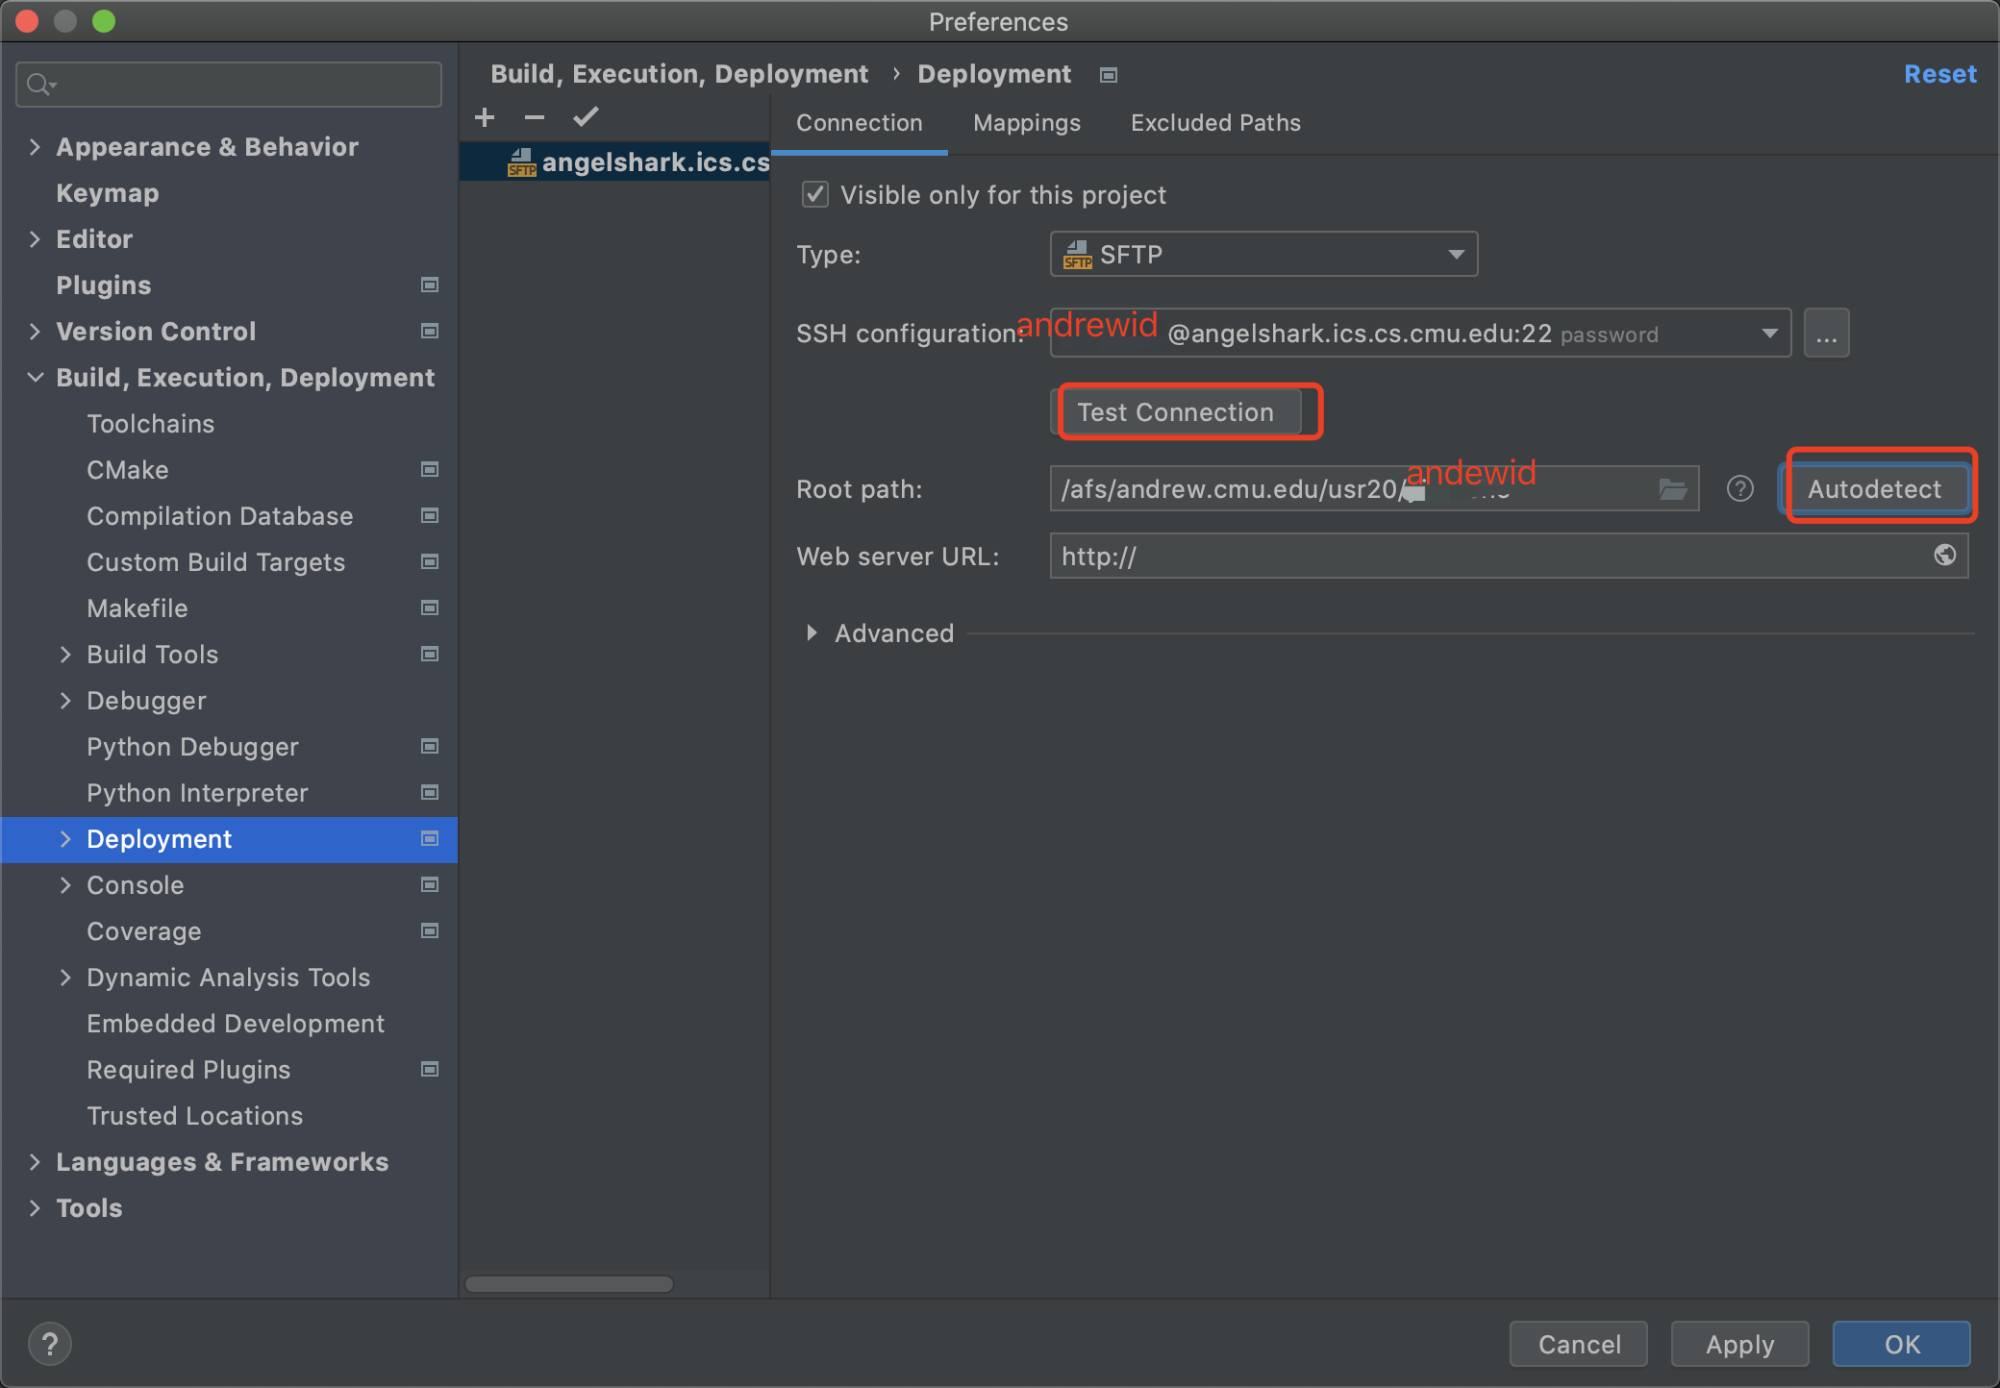 Preferences
Build, Execution, Deployment › Deployment
Reset
Appearance & Behavior
Keymap
Editor
Plugins
Version Control
Build, Execution, Deployment
Toolchains
CMake
Compilation Database
Custom Build Targets
Makefile
Build Tools
Debugger
Python Debugger
Python Interpreter
Deployment
Console
Coverage
Dynamic Analysis Tools
Embedded Development
Required Plugins
Trusted Locations
Languages & Frameworks
Tools
SFTP angelshark.ics.cs
Connection Mappings Excluded Paths
Visible only for this project
Type: SFTP SFTP
SSH configuration: andrewid @angelshark.ics.cs.cmu.edu:22 password ...
Test Connection
Root path: /afs/andrew.cmu.edu/usr20/ andewid ? Autodetect
Web server URL: http://
Advanced
? Cancel Apply OK